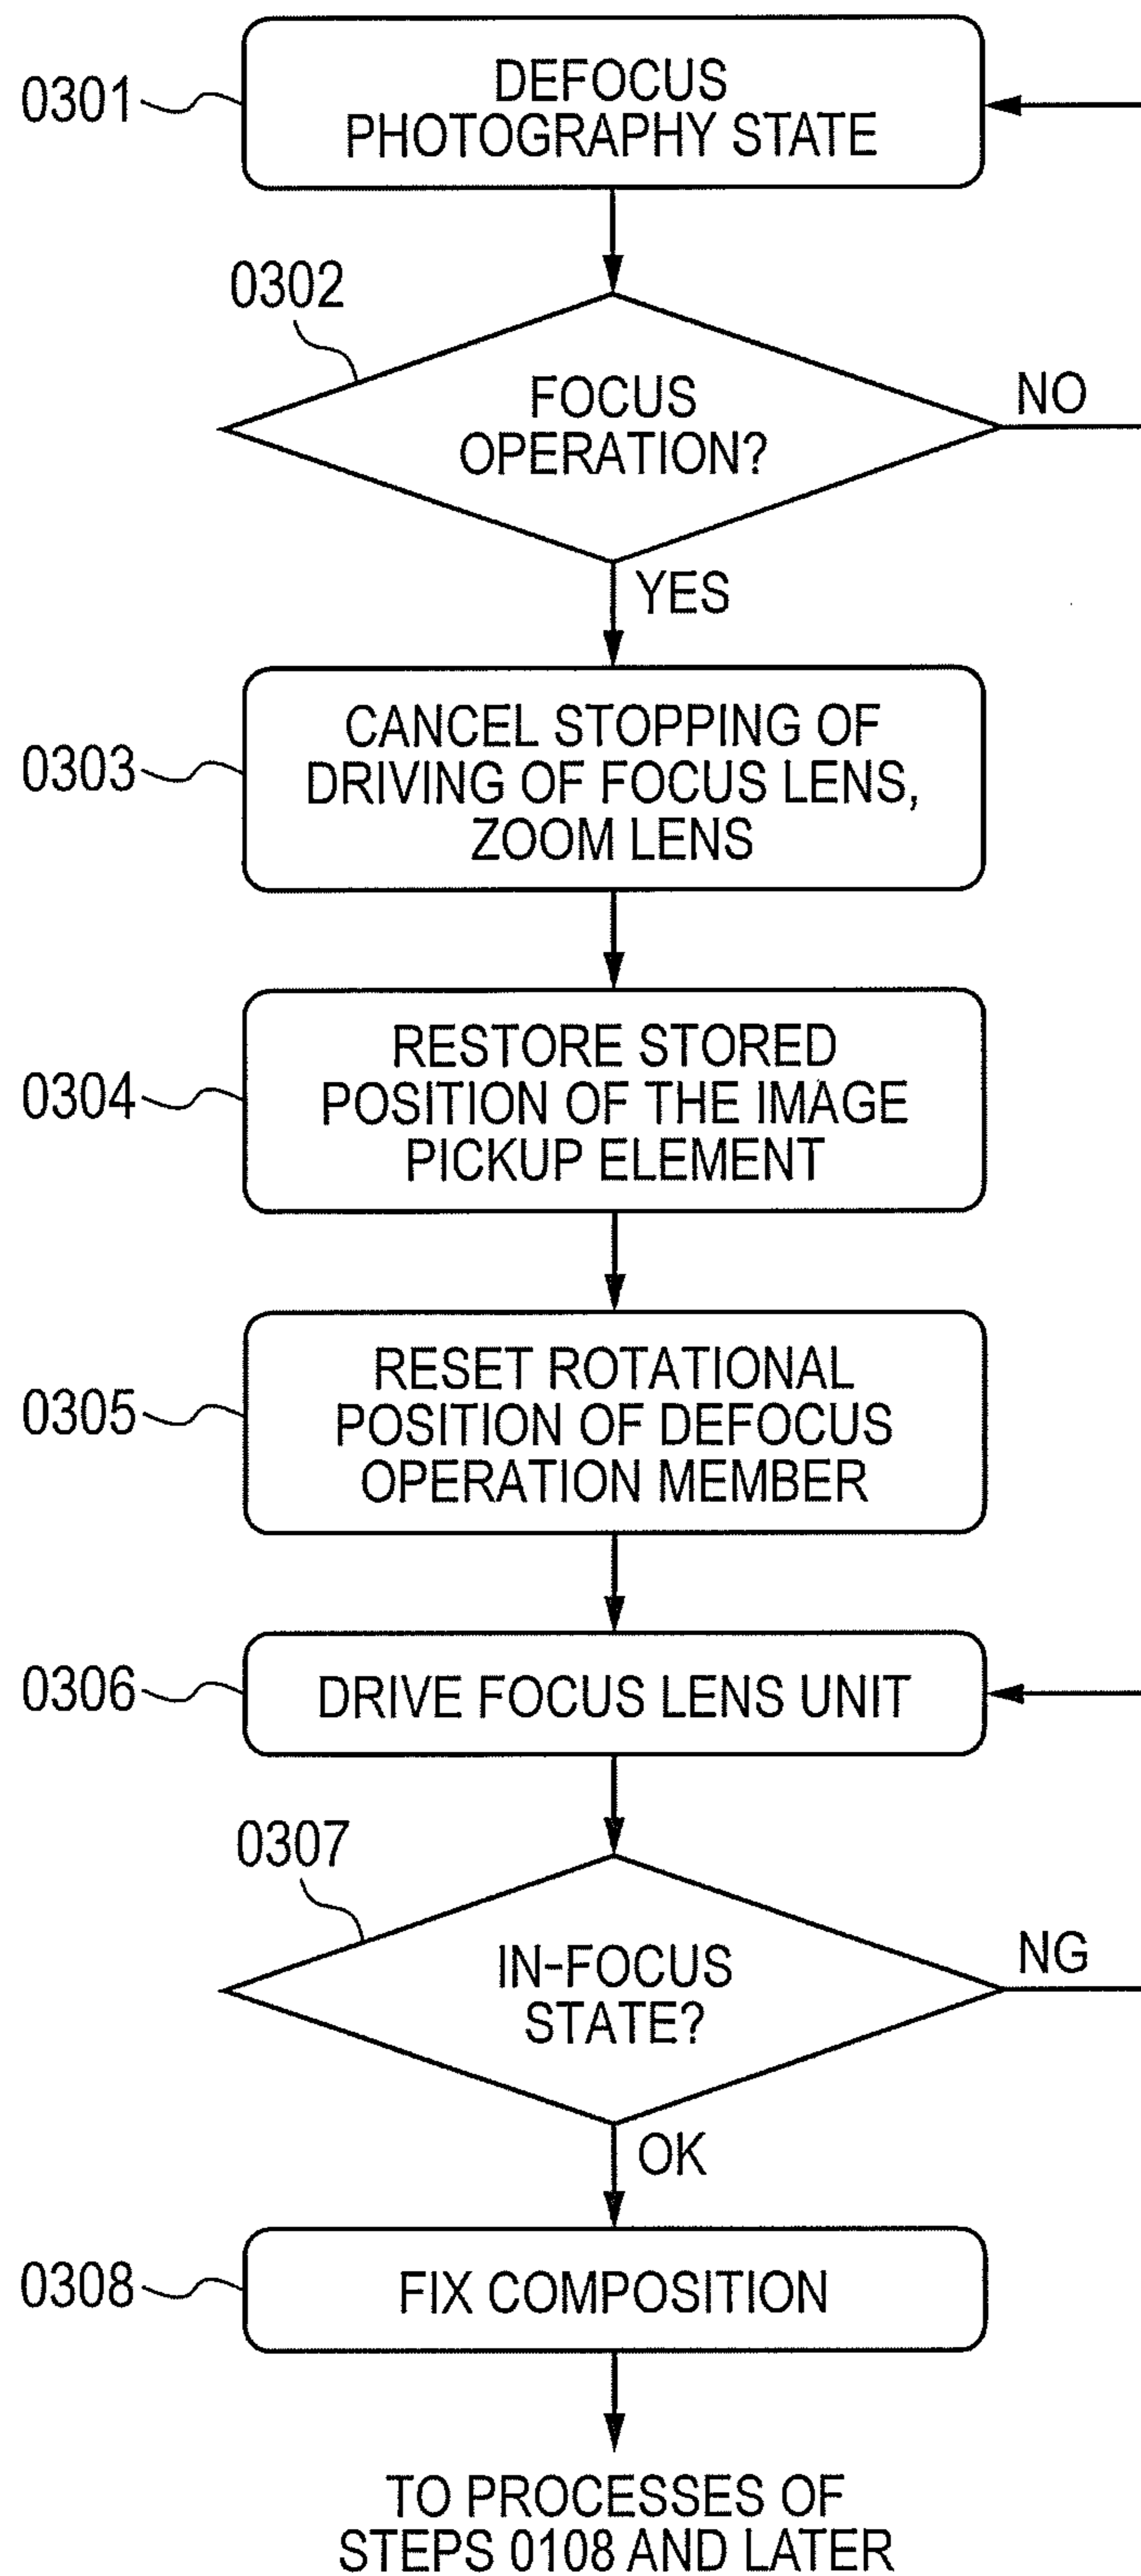 0301
DEFOCUS
PHOTOGRAPHY STATE
0302
FOCUS
OPERATION?
NO
YES
0303
CANCEL STOPPING OF
DRIVING OF FOCUS LENS,
ZOOM LENS
0304
RESTORE STORED
POSITION OF THE IMAGE
PICKUP ELEMENT
0305
RESET ROTATIONAL
POSITION OF DEFOCUS
OPERATION MEMBER
0306
DRIVE FOCUS LENS UNIT
0307
IN-FOCUS
STATE?
NG
OK
0308
FIX COMPOSITION
TO PROCESSES OF
STEPS 0108 AND LATER